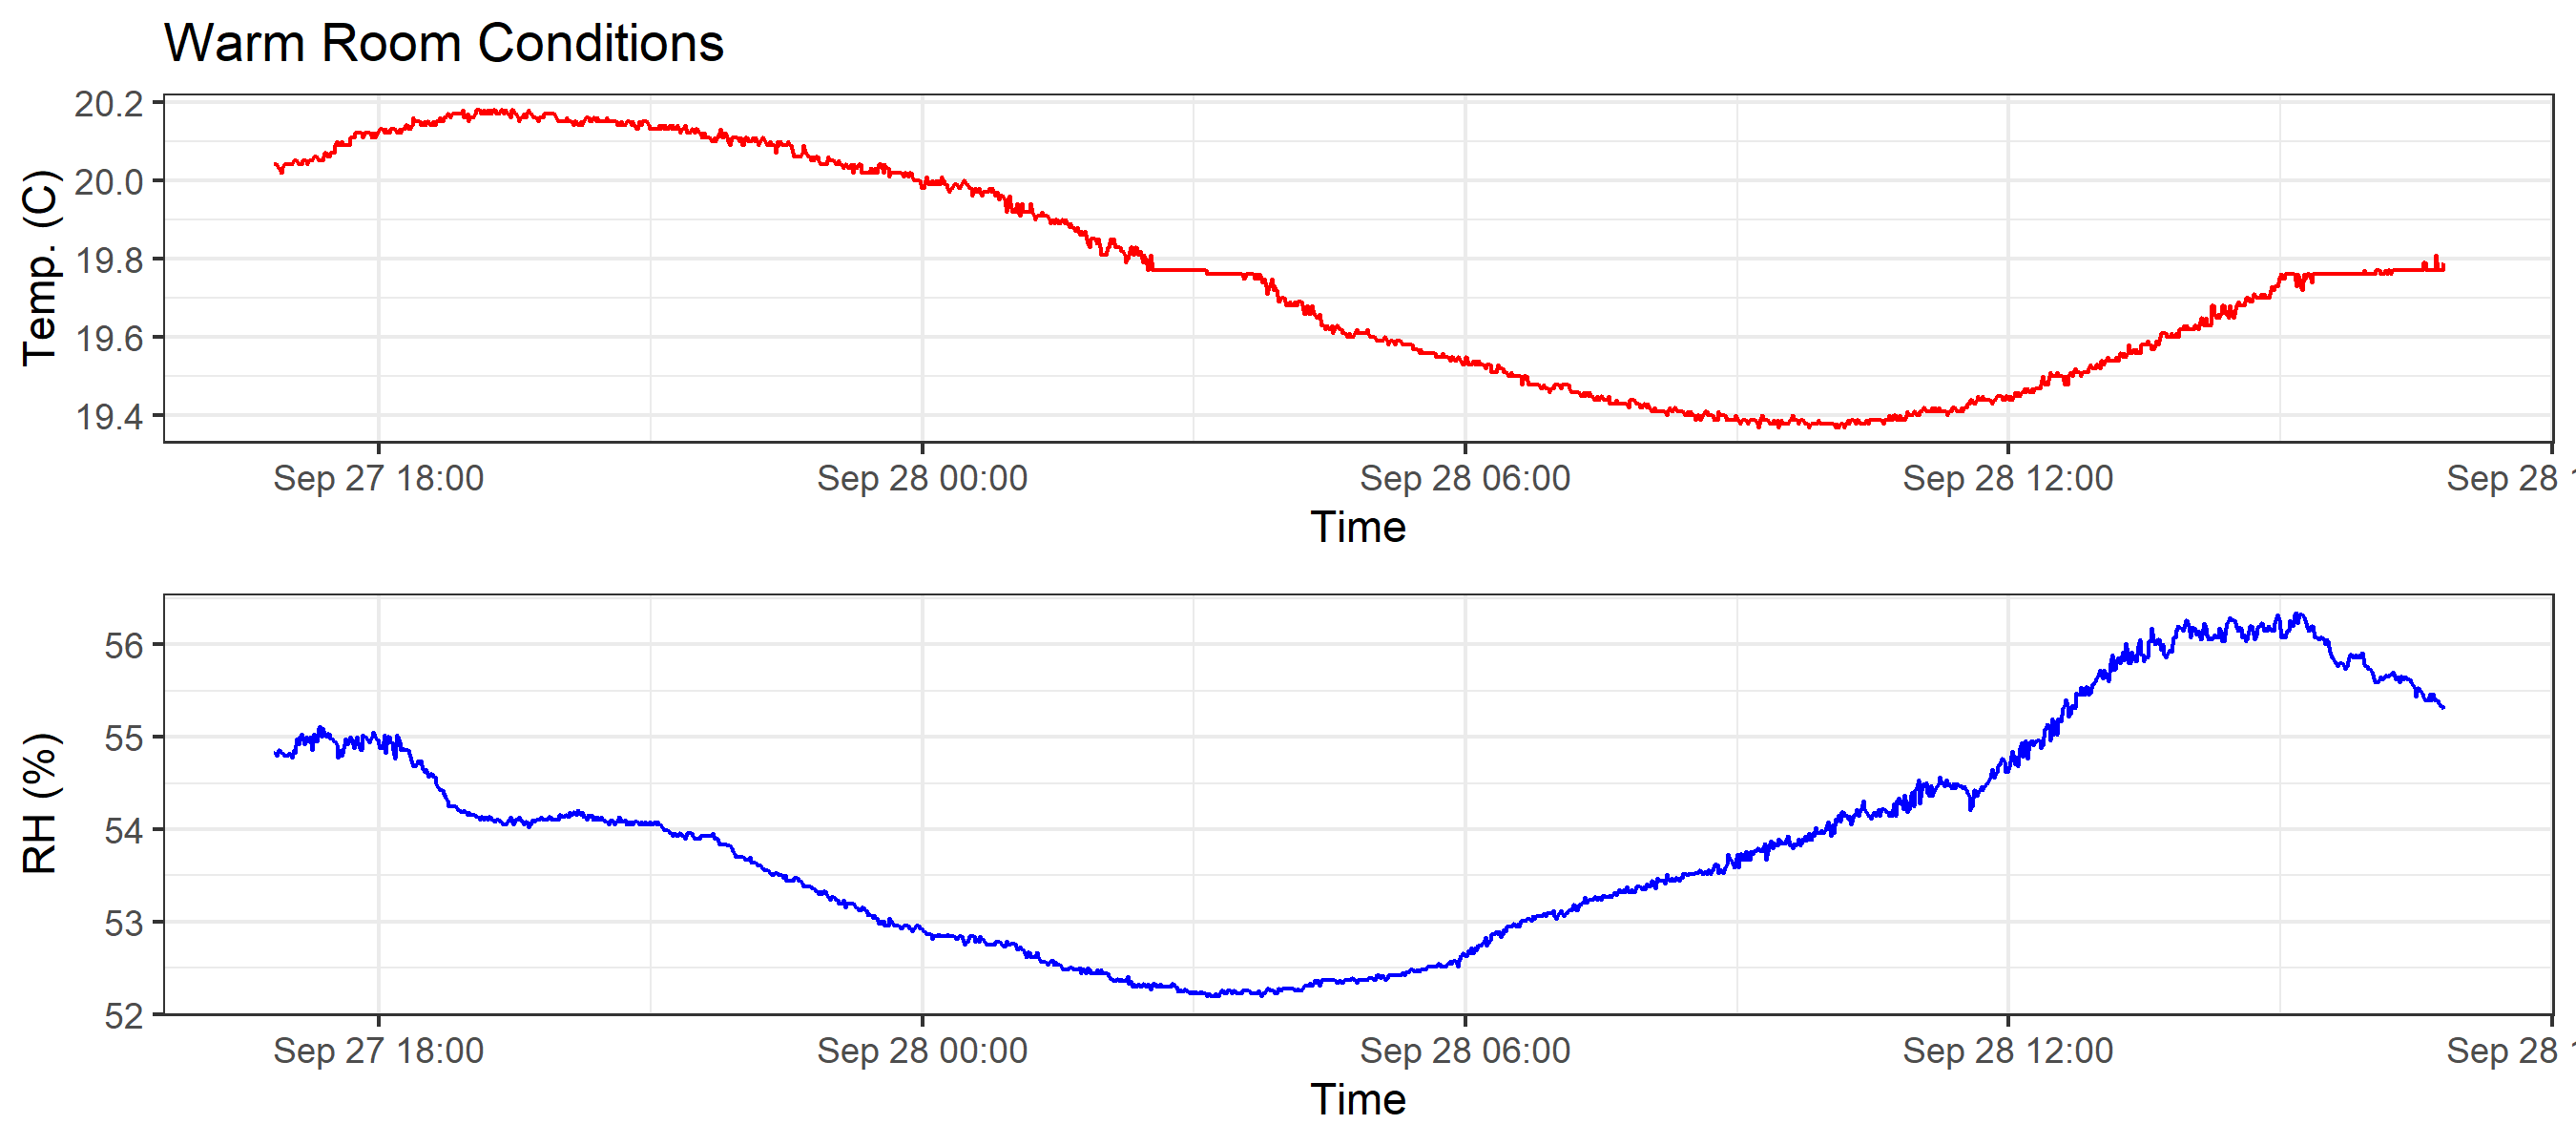 Warm Room Conditions
Temp. (C)
20.2
20.0
19.8
19.6
19.4
Sep 27 18:00 Sep 28 00:00 Sep 28 06:00 Sep 28 12:00 Sep 28 1
Time
RH (%)
56
55
54
53
52
Sep 27 18:00 Sep 28 00:00 Sep 28 06:00 Sep 28 12:00 Sep 28 1
Time